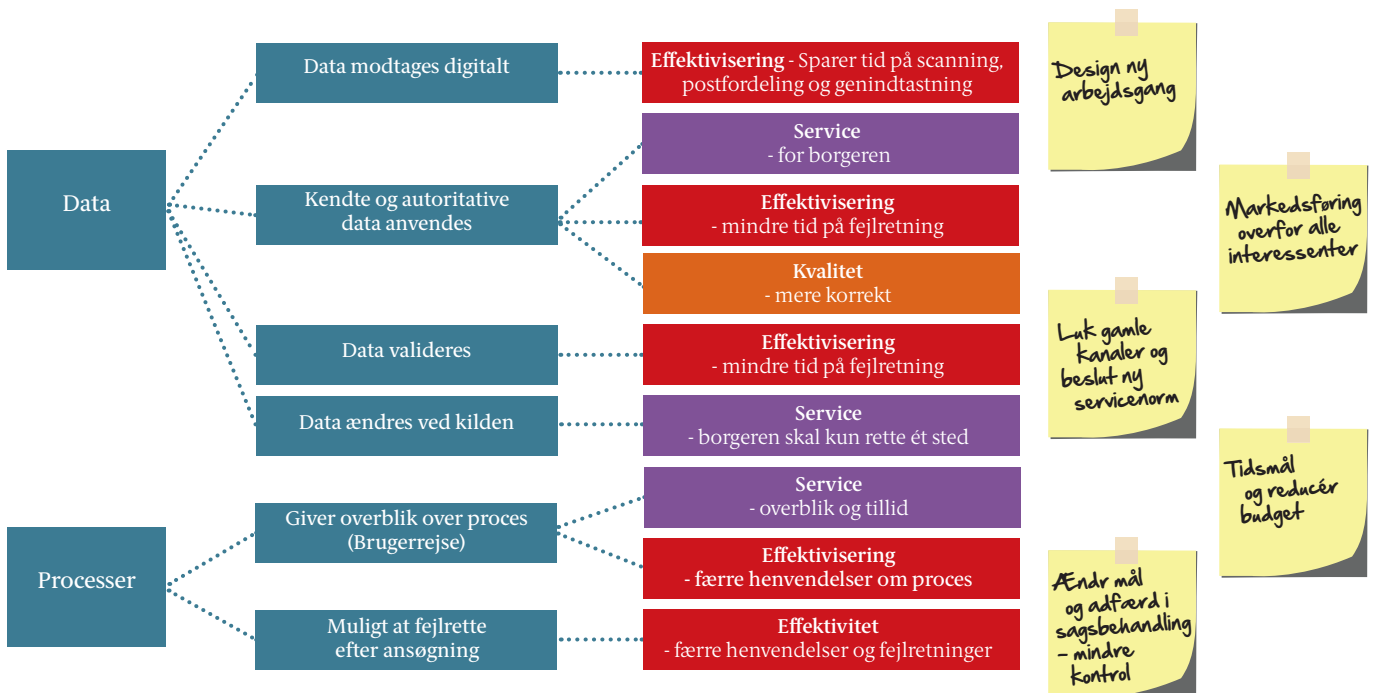 Data
Data modtages digitalt
Kendte og autoritative
data anvendes
Data valideres
Data ændres ved kilden
Effektivisering - Sparer tid på scanning,
postfordeling og genindtastning
Service
- for borgeren
Effektivisering
- mindre tid på fejlretning
Kvalitet
- mere korrekt
Effektivisering
- mindre tid på fejlretning
Service
- borgeren skal kun rette ét sted
Processer
Giver overblik over proces
(Brugerrejse)
Muligt at fejlrette
efter ansøgning
Service
- overblik og tillid
Effektivisering
- færre henvendelser om proces
Effektivitet
- færre henvendelser og fejlretninger
Design ny
arbejdsgang
Markedsføring
overfor alle
interessenter
Luk gamle
kanaler og
beslut ny
servicenorm
Tidsmål
og reducér
budget
Ændr mål
og adfærd i
sagsbehandling
– mindre
kontrol